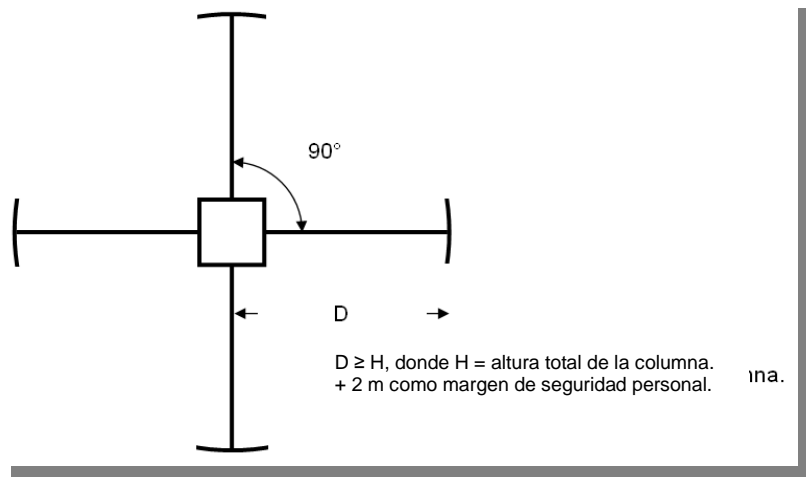 90°
D
D ≥ H, donde H = altura total de la columna.
+ 2 m como margen de seguridad personal.